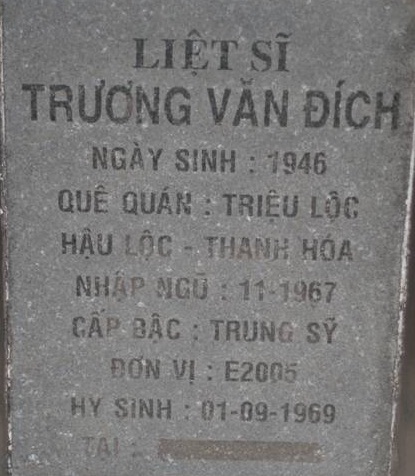 LIỆT SĨ
TRƯƠNG VĂN ĐÍCH
NGÀY SINH : 1946
QUÊ QUÁN : TRIỆU LỘC
HẬU LỘC - THANH HÓA
NHẬP NGŨ : 11-1967
CẤP BẬC : TRUNG SỸ
ĐƠN VỊ : E2005
HY SINH : 01-09-1969
TẠI :